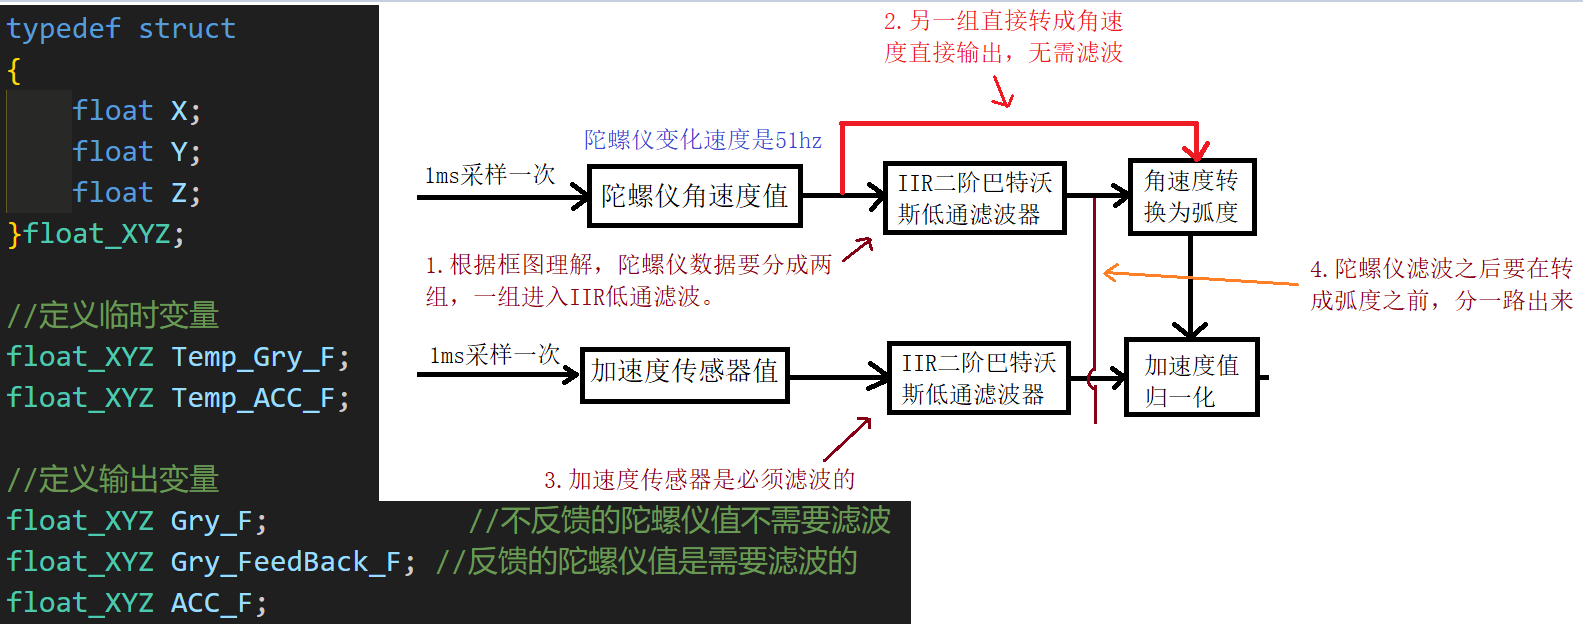 typedef struct
{
float X;
float Y;
float Z;
}float_XYZ;
//定义临时变量
float_XYZ Temp_Gry_F;
float_XYZ Temp_ACC_F;
//定义输出变量
float_XYZ Gry_F; //不反馈的陀螺仪值不需要滤波
float_XYZ Gry_FeedBack_F; //反馈的陀螺仪值是需要滤波的
float_XYZ ACC_F;
2.另一组直接转成角速
度直接输出，无需滤波
陀螺仪变化速度是51hz
1ms采样一次
陀螺仪角速度值
IIR二阶巴特沃
斯低通滤波器
角速度转
换为弧度
1.根据框图理解，陀螺仪数据要分成两
组，一组进入IIR低通滤波。
4.陀螺仪滤波之后要在转
成弧度之前，分一路出来
1ms采样一次
加速度传感器值
IIR二阶巴特沃
斯低通滤波器
加速度值
归一化
3.加速度传感器是必须滤波的